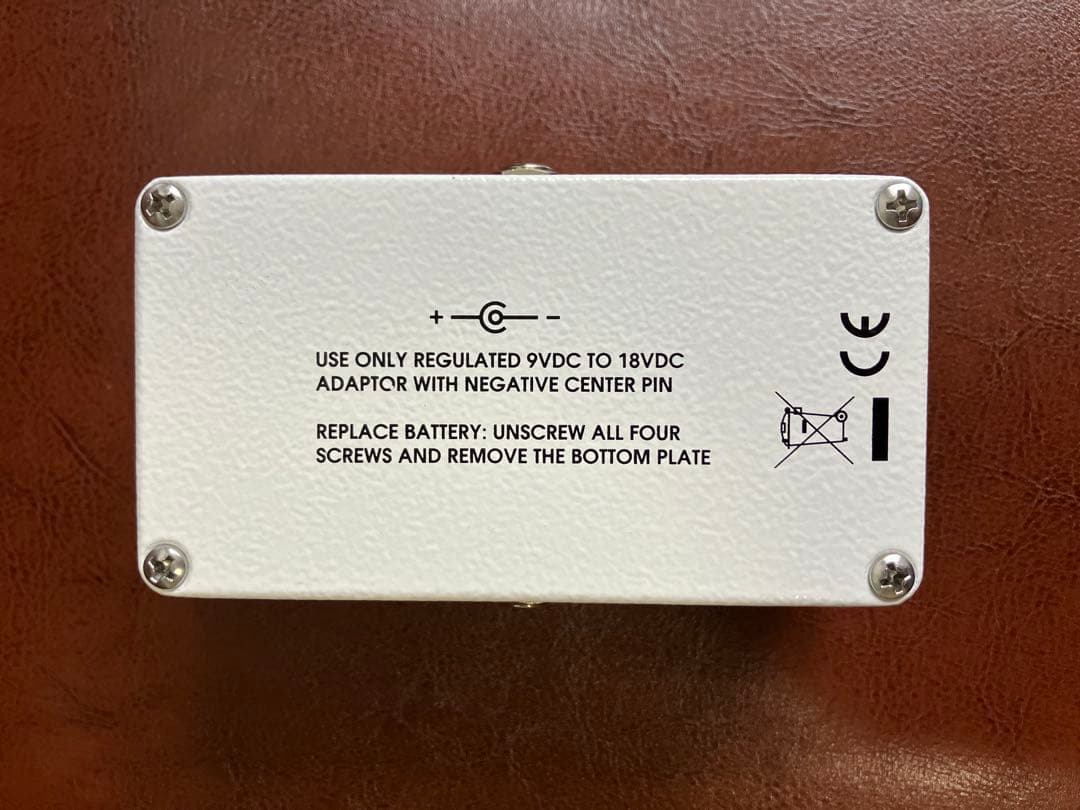 + −
USE ONLY REGULATED 9VDC TO 18VDC
ADAPTOR WITH NEGATIVE CENTER PIN
REPLACE BATTERY: UNSCREW ALL FOUR
SCREWS AND REMOVE THE BOTTOM PLATE
CE